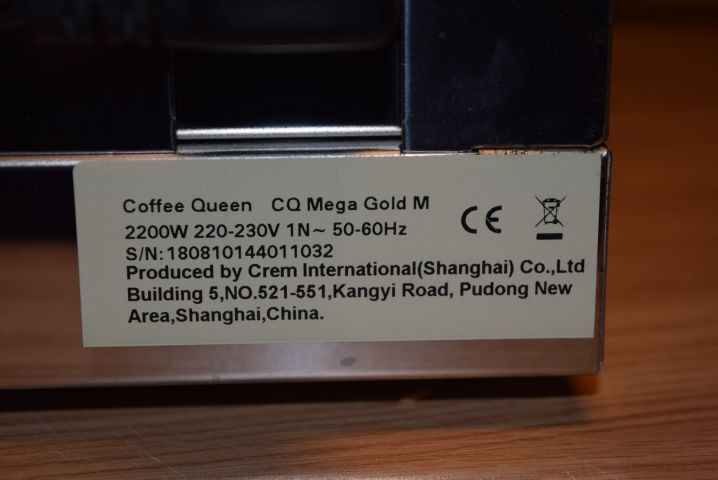 Coffee Queen CQ Mega Gold M
2200W 220-230V 1N~ 50-60Hz
S/N:180810144011032
Produced by Crem International(Shanghai) Co.,Ltd
Building 5,NO.521-551,Kangyi Road, Pudong New
Area,Shanghai,China.
CE